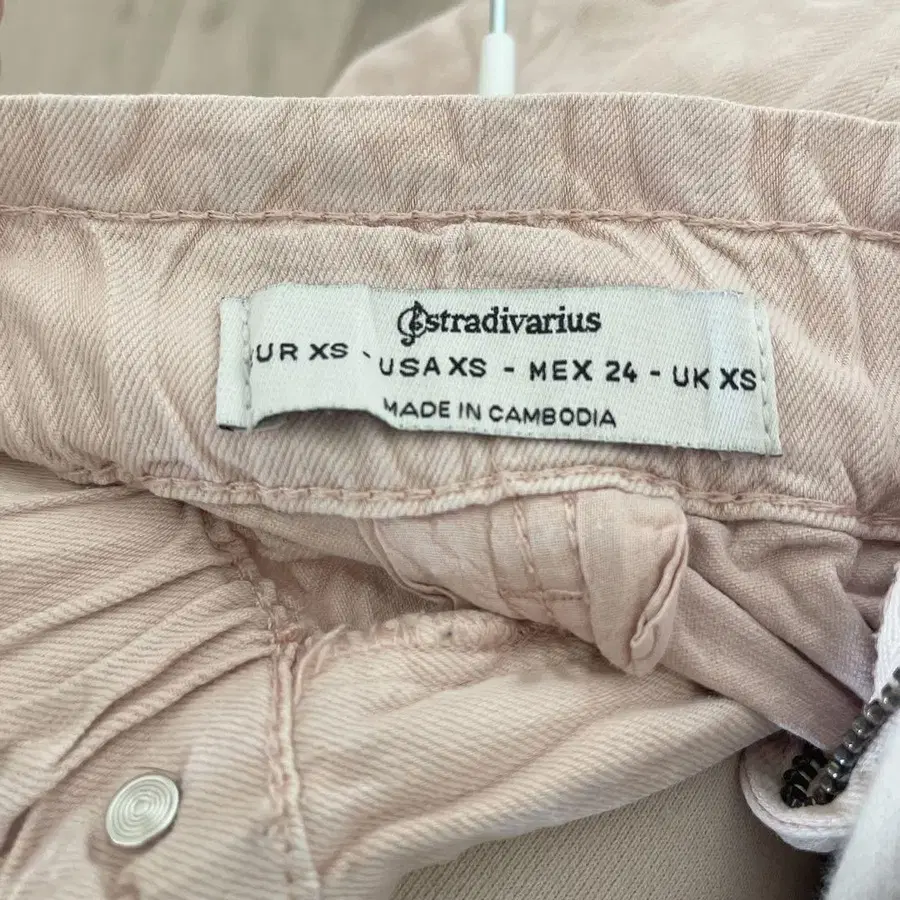 stradivarius
UR XS - USA XS - MEX 24 - UK XS
MADE IN CAMBODIA